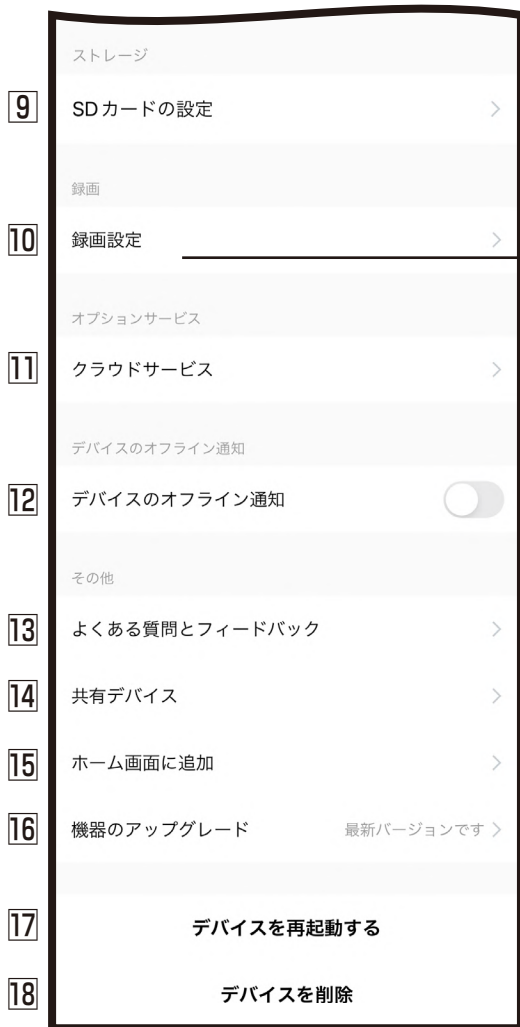 ストレージ
9 SDカードの設定
録画
10 録画設定
オプションサービス
11 クラウドサービス
デバイスのオフライン通知
12 デバイスのオフライン通知
その他
13 よくある質問とフィードバック
14 共有デバイス
15 ホーム画面に追加
16 機器のアップグレード 最新バージョンです
17 デバイスを再起動する
18 デバイスを削除